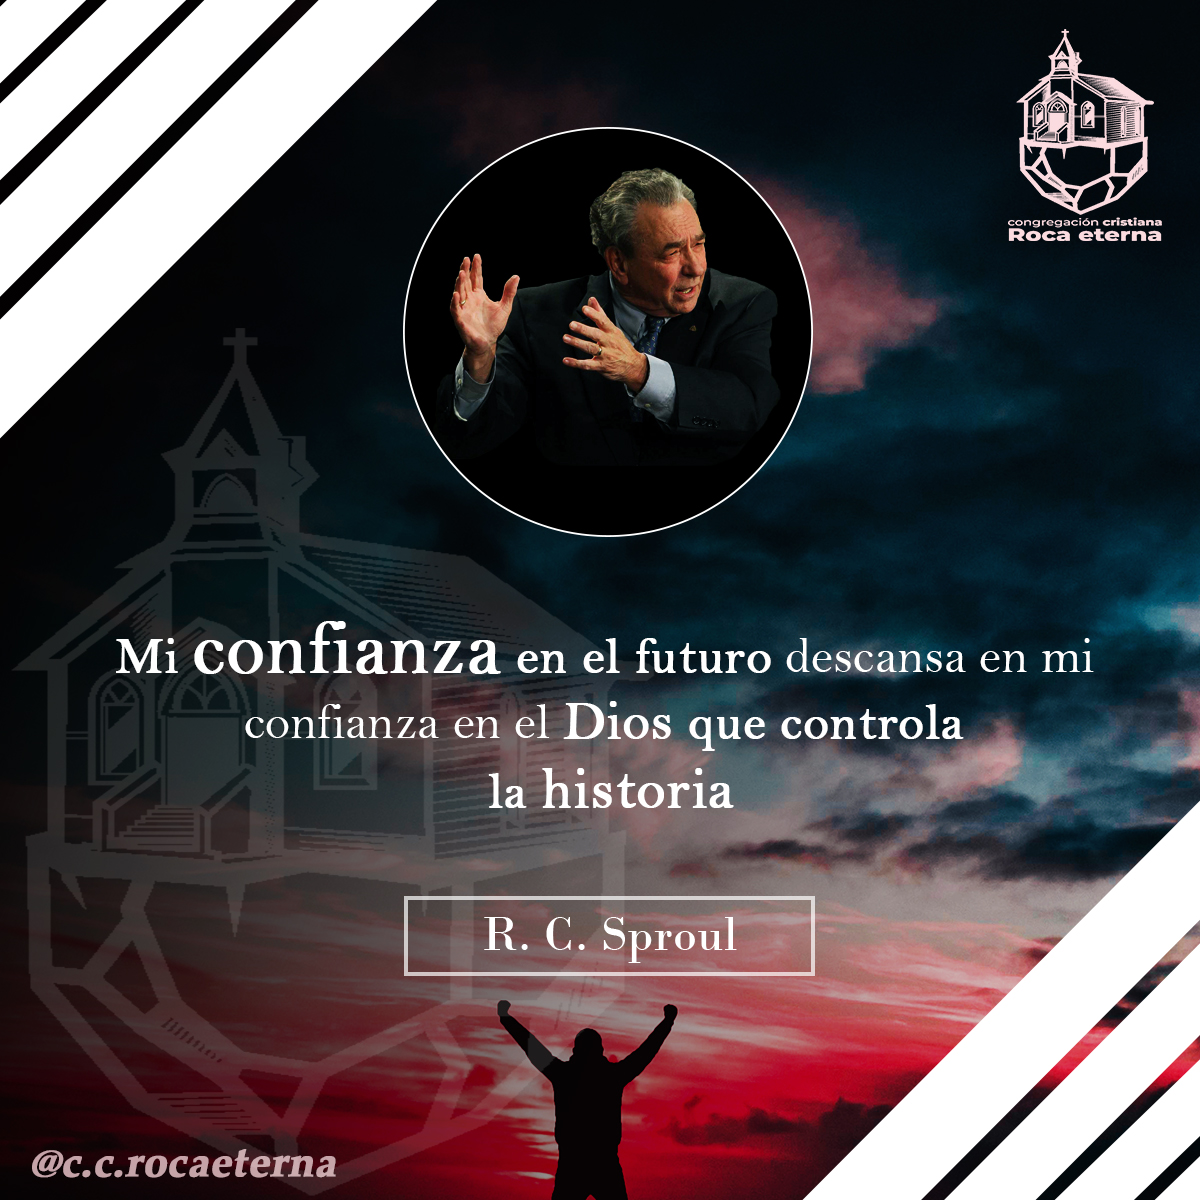 congregación cristiana
Roca eterna
Mi confianza en el futuro descansa en mi
confianza en el Dios que controla
la historia
R. C. Sproul
@c.c.rocaeterna